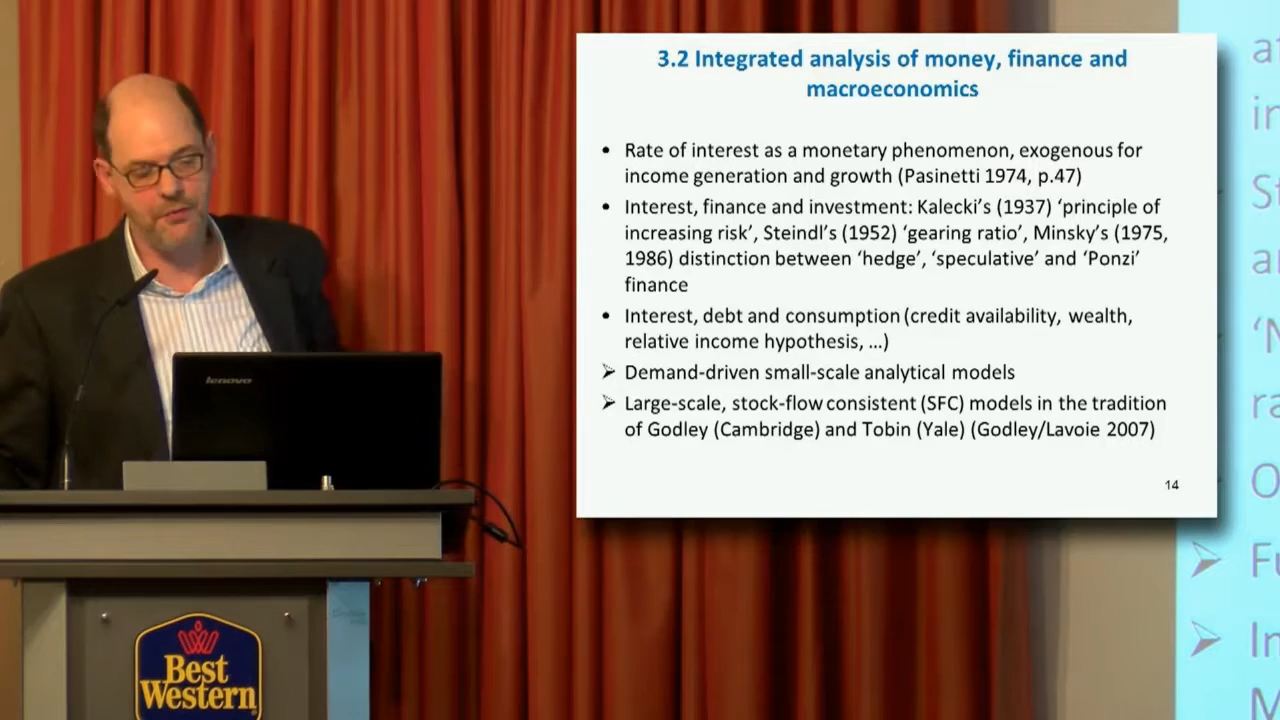 3.2 Integrated analysis of money, finance and
macroeconomics
• Rate of interest as a monetary phenomenon, exogenous for
income generation and growth (Pasinetti 1974, p.47)
• Interest, finance and investment: Kalecki's (1937) ‘principle of
increasing risk’, Steindl's (1952) ‘gearing ratio’, Minsky's (1975,
1986) distinction between ‘hedge’, ‘speculative’ and ‘Ponzi’
finance
• Interest, debt and consumption (credit availability, wealth,
relative income hypothesis, ...)
➢ Demand-driven small-scale analytical models
➢ Large-scale, stock-flow consistent (SFC) models in the tradition
of Godley (Cambridge) and Tobin (Yale) (Godley/Lavoie 2007)
14
lenovo
Best
Western